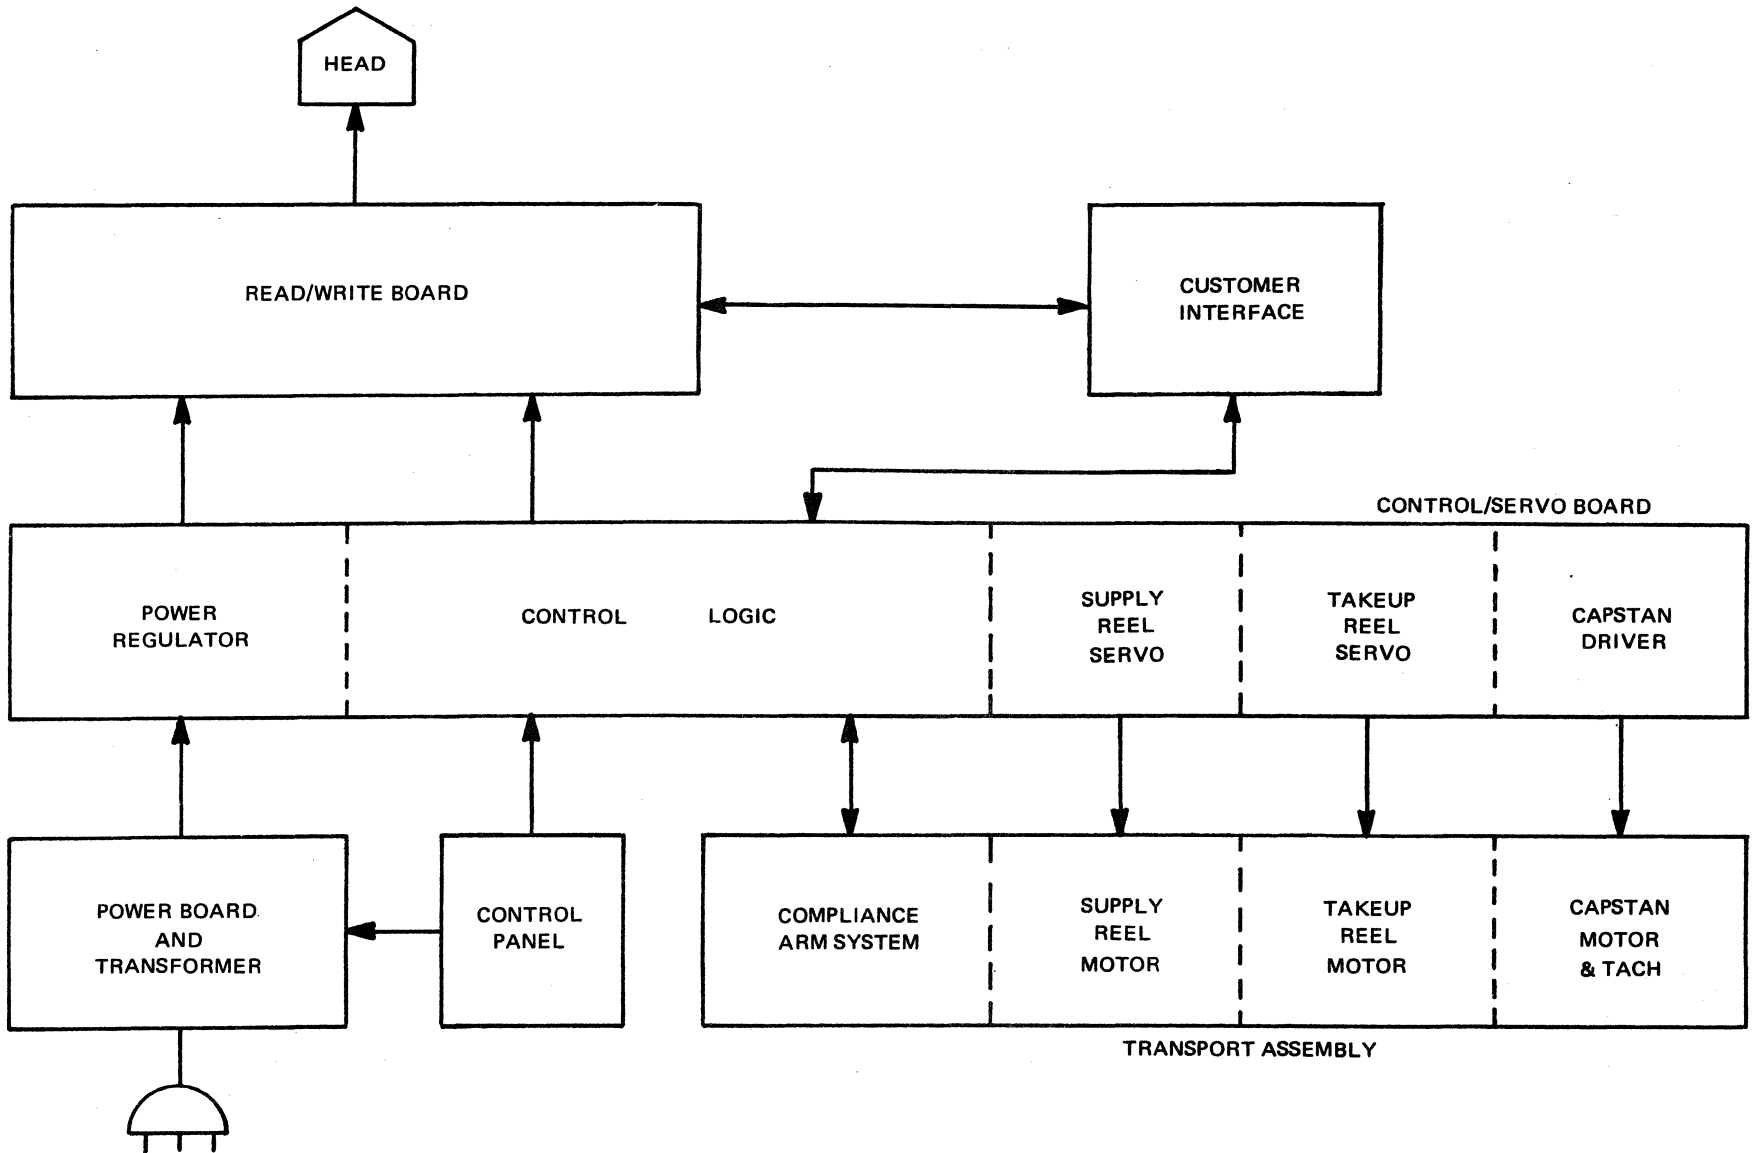 HEAD
READ/WRITE BOARD
CUSTOMER
INTERFACE
CONTROL/SERVO BOARD
POWER
REGULATOR
CONTROL LOGIC
SUPPLY
REEL
SERVO
TAKEUP
REEL
SERVO
CAPSTAN
DRIVER
POWER BOARD
AND
TRANSFORMER
CONTROL
PANEL
COMPLIANCE
ARM SYSTEM
SUPPLY
REEL
MOTOR
TAKEUP
REEL
MOTOR
CAPSTAN
MOTOR
& TACH
TRANSPORT ASSEMBLY